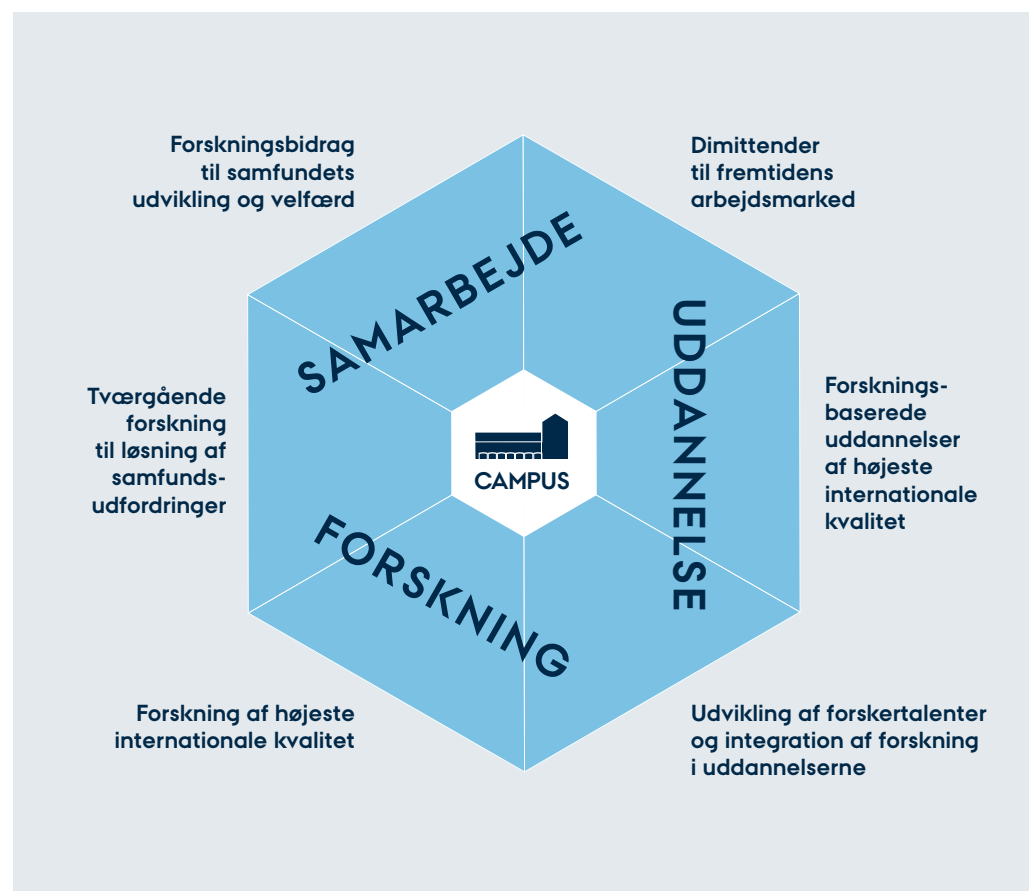 Forskningsbidrag
til samfundets
udvikling og velfærd
Dimittender
til fremtidens
arbejdsmarked
SAMARBEJDE
UDDANNELSE
Tværgående
forskning
til løsning af
samfunds-
udfordringer
CAMPUS
Forsknings-
baserede
uddannelser
af højeste
internationale
kvalitet
FORSKNING
Forskning af højeste
internationale kvalitet
Udvikling af forskertalenter
og integration af forskning
i uddannelserne